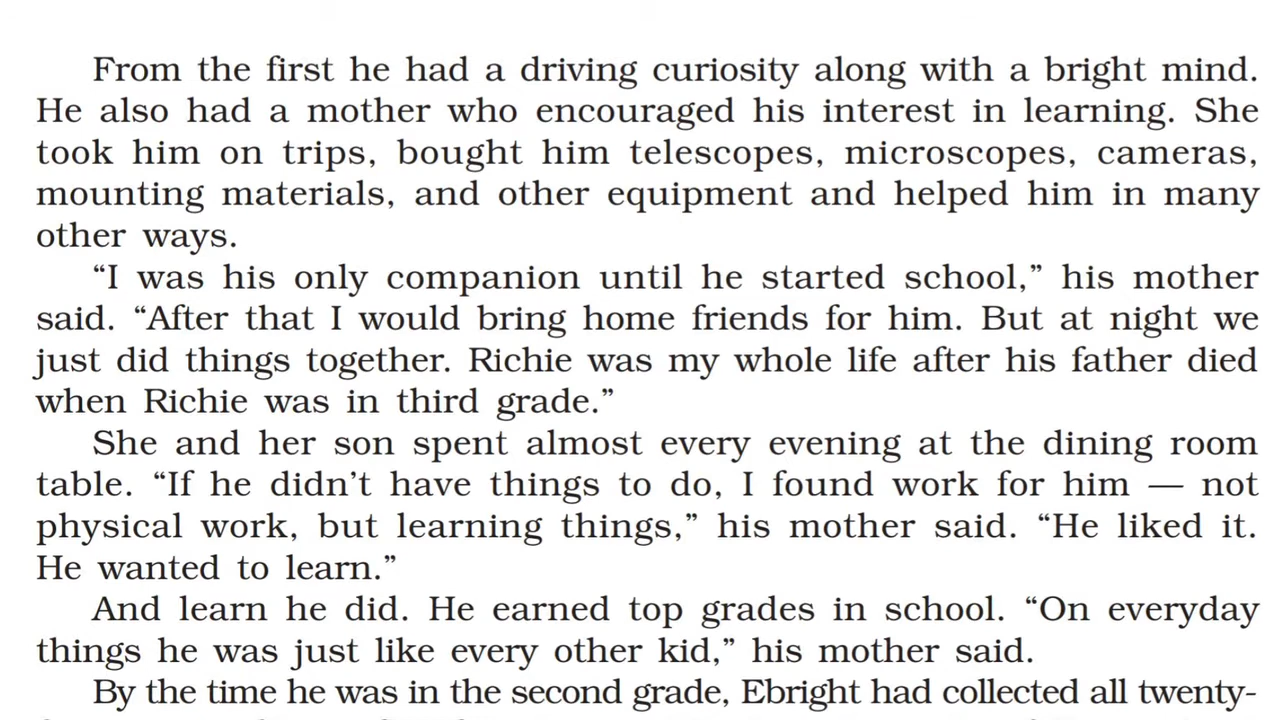 From the first he had a driving curiosity along with a bright mind.
He also had a mother who encouraged his interest in learning. She
took him on trips, bought him telescopes, microscopes, cameras,
mounting materials, and other equipment and helped him in many
other ways.
“I was his only companion until he started school,” his mother
said. “After that I would bring home friends for him. But at night we
just did things together. Richie was my whole life after his father died
when Richie was in third grade.”
She and her son spent almost every evening at the dining room
table. “If he didn’t have things to do, I found work for him — not
physical work, but learning things,” his mother said. “He liked it.
He wanted to learn.”
And learn he did. He earned top grades in school. “On everyday
things he was just like every other kid,” his mother said.
By the time he was in the second grade, Ebright had collected all twenty-